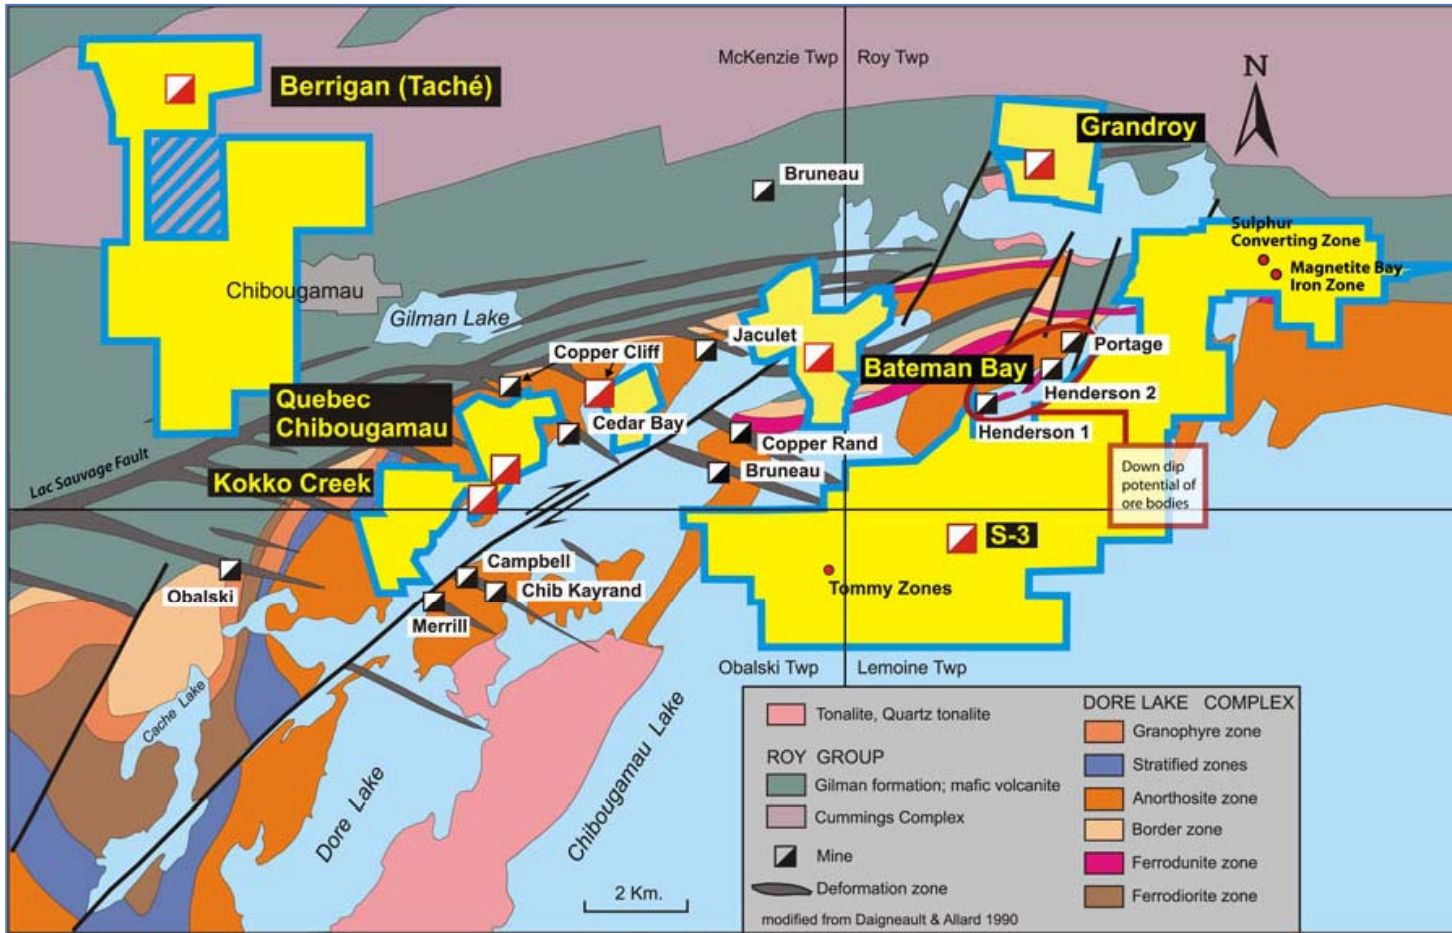 McKenzie Twp
Roy Twp
N
Berrigan (Taché)
Grandroy
Bruneau
Sulphur
Converting Zone
Magnetite Bay
Iron Zone
Chibougamau
Gilman Lake
Jaculet
Portage
Copper Cliff
Bateman Bay
Henderson 2
Quebec
Chibougamau
Cedar Bay
Henderson 1
Copper Rand
Lac Sauvage Fault
Kokko Creek
Bruneau
Down dip
potential of
ore bodies
S-3
Campbell
Tommy Zones
Obalski
Chib Kayrand
Merrill
Obalski Twp
Lemoine Twp
Cache Lake
Dore Lake
Chibougamau Lake
2 Km.
Tonalite, Quartz tonalite
ROY GROUP
Gilman formation; mafic volcanite
Cummings Complex
Mine
Deformation zone
modified from Daigneault & Allard 1990
DORE LAKE COMPLEX
Granophyre zone
Stratified zones
Anorthosite zone
Border zone
Ferrodunite zone
Ferrodiorite zone